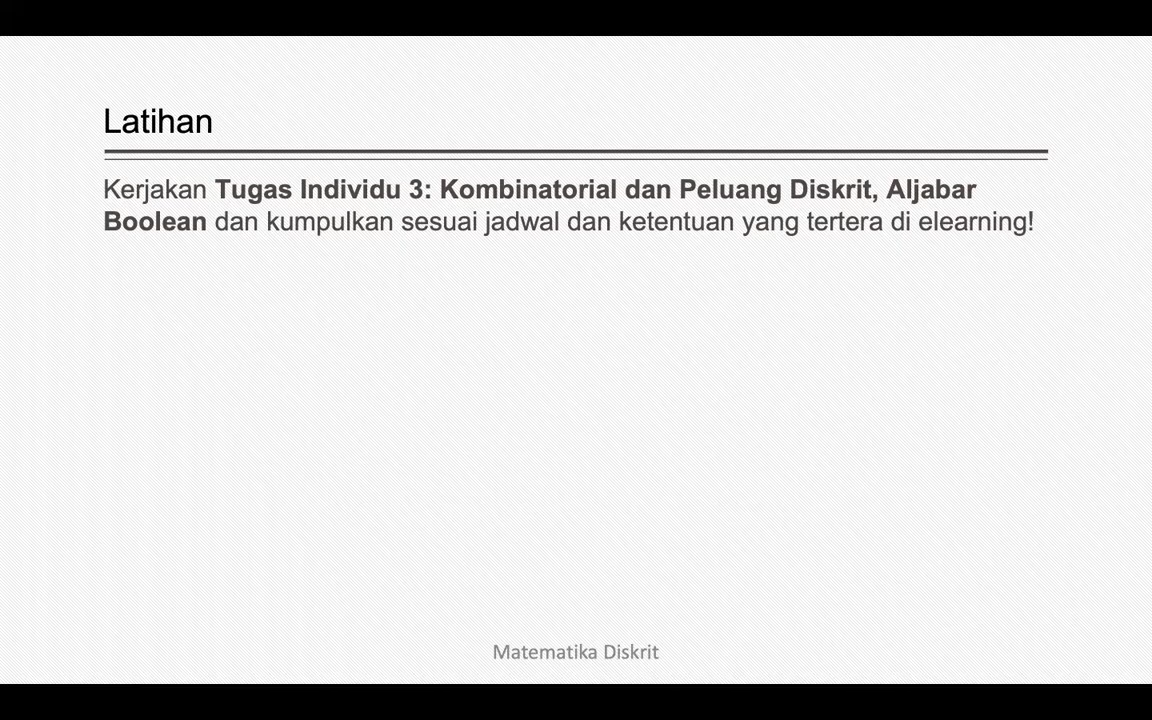 Latihan
Kerjakan Tugas Individu 3: Kombinatorial dan Peluang Diskrit, Aljabar
Boolean dan kumpulkan sesuai jadwal dan ketentuan yang tertera di elearning!
Matematika Diskrit